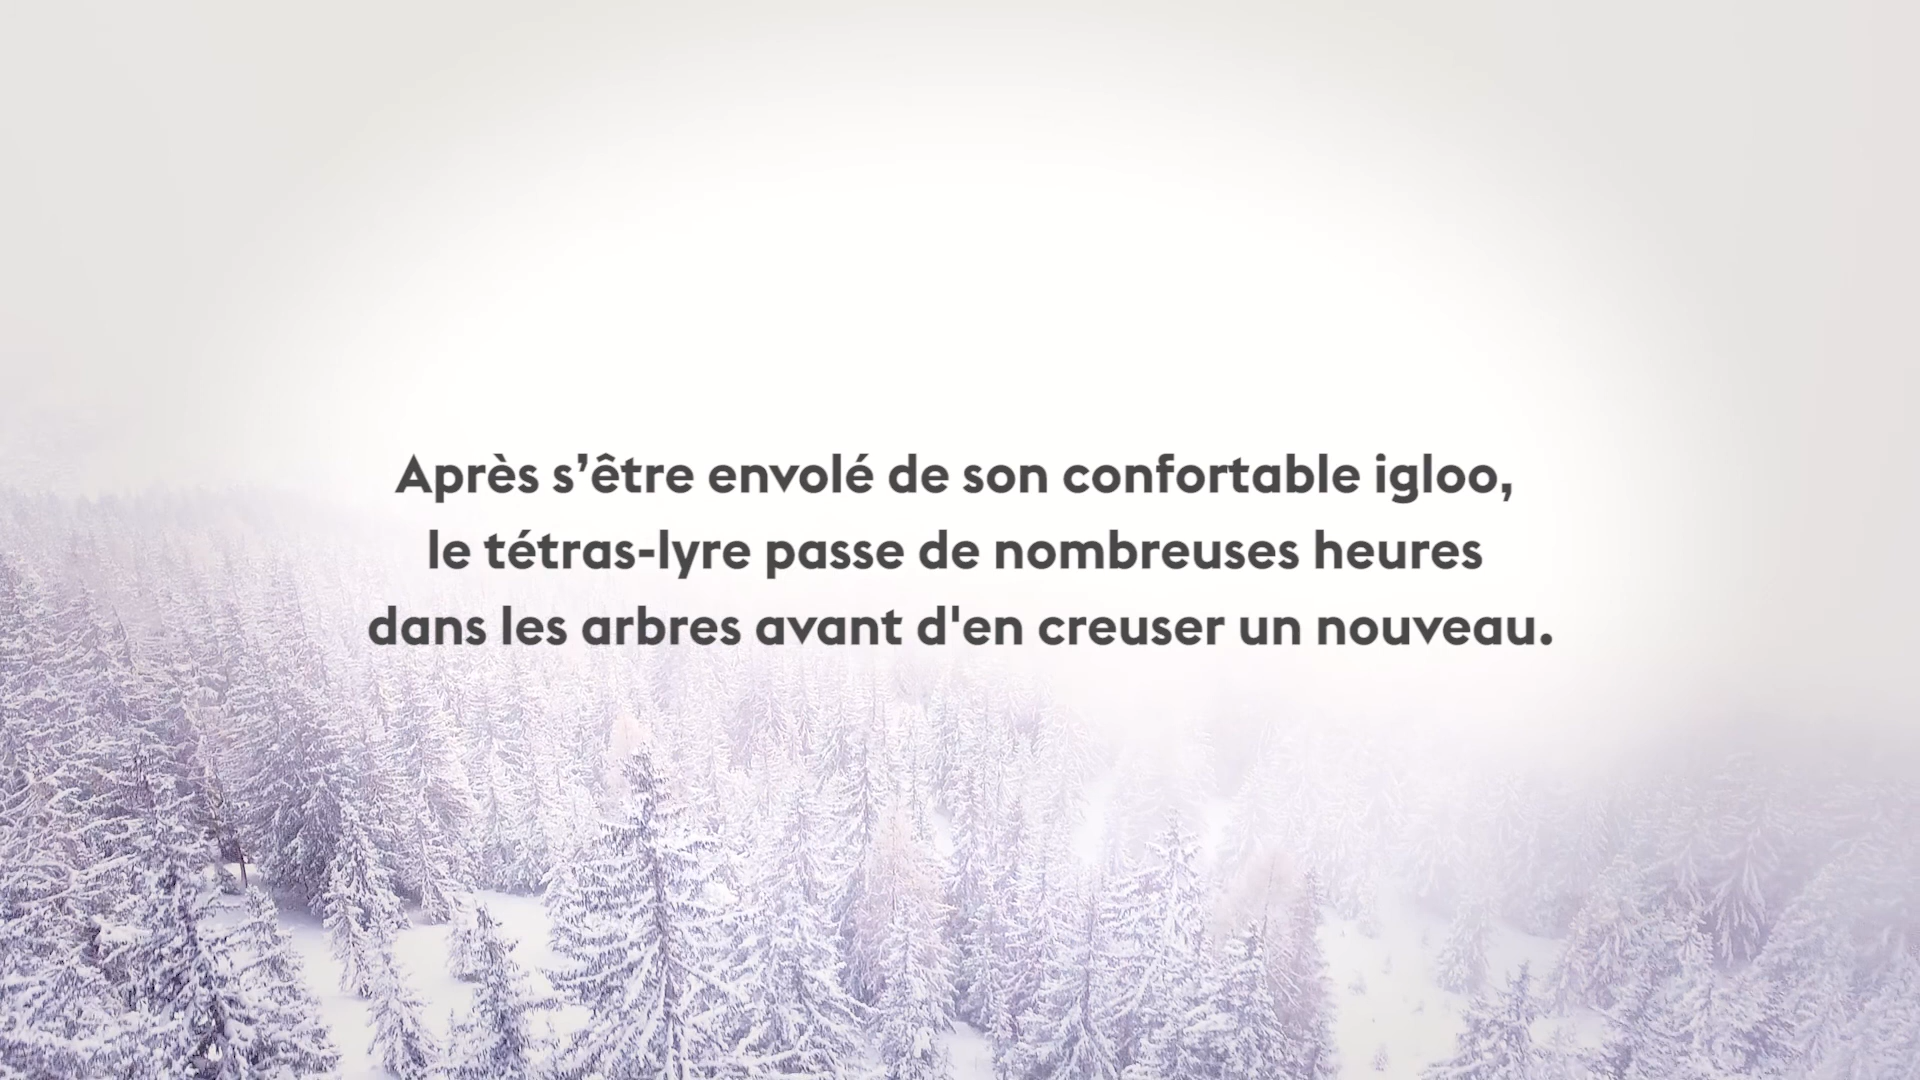 Après s’être envolé de son confortable igloo,
le tétras-lyre passe de nombreuses heures
dans les arbres avant d'en creuser un nouveau.